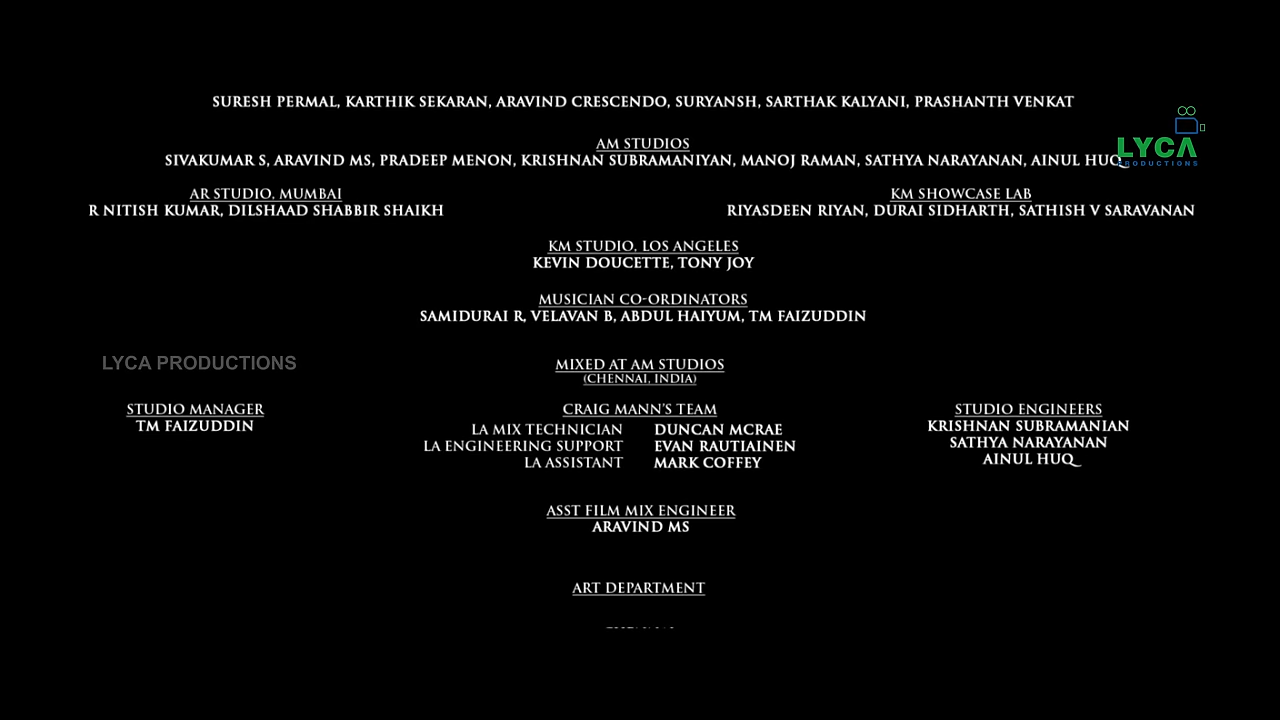 SURESH PERMAL, KARTHIK SEKARAN, ARAVIND CRESCENDO, SURYANSH, SARTHAK KALYANI, PRASHANTH VENKAT
AM STUDIOS
SIVAKUMAR S, ARAVIND MS, PRADEEP MENON, KRISHNAN SUBRAMANIYAN, MANOJ RAMAN, SATHYA NARAYANAN, AINUL HUQ
LYCA
PRODUCTIONS
AR STUDIO, MUMBAI
R NITISH KUMAR, DILSHAAD SHABBIR SHAIKH
KM SHOWCASE LAB
RIYASDEEN RIYAN, DURAI SIDHARTH, SATHISH V SARAVANAN
KM STUDIO, LOS ANGELES
KEVIN DOUCETTE, TONY JOY
MUSICIAN CO-ORDINATORS
SAMIDURAI R, VELAVAN B, ABDUL HAIYUM, TM FAIZUDDIN
LYCA PRODUCTIONS
MIXED AT AM STUDIOS
(CHENNAI, INDIA)
STUDIO MANAGER
TM FAIZUDDIN
CRAIG MANN'S TEAM
LA MIX TECHNICIAN DUNCAN MCRAE
LA ENGINEERING SUPPORT EVAN RAUTIAINEN
LA ASSISTANT MARK COFFEY
STUDIO ENGINEERS
KRISHNAN SUBRAMANIAN
SATHYA NARAYANAN
AINUL HUQ
ASST FILM MIX ENGINEER
ARAVIND MS
ART DEPARTMENT